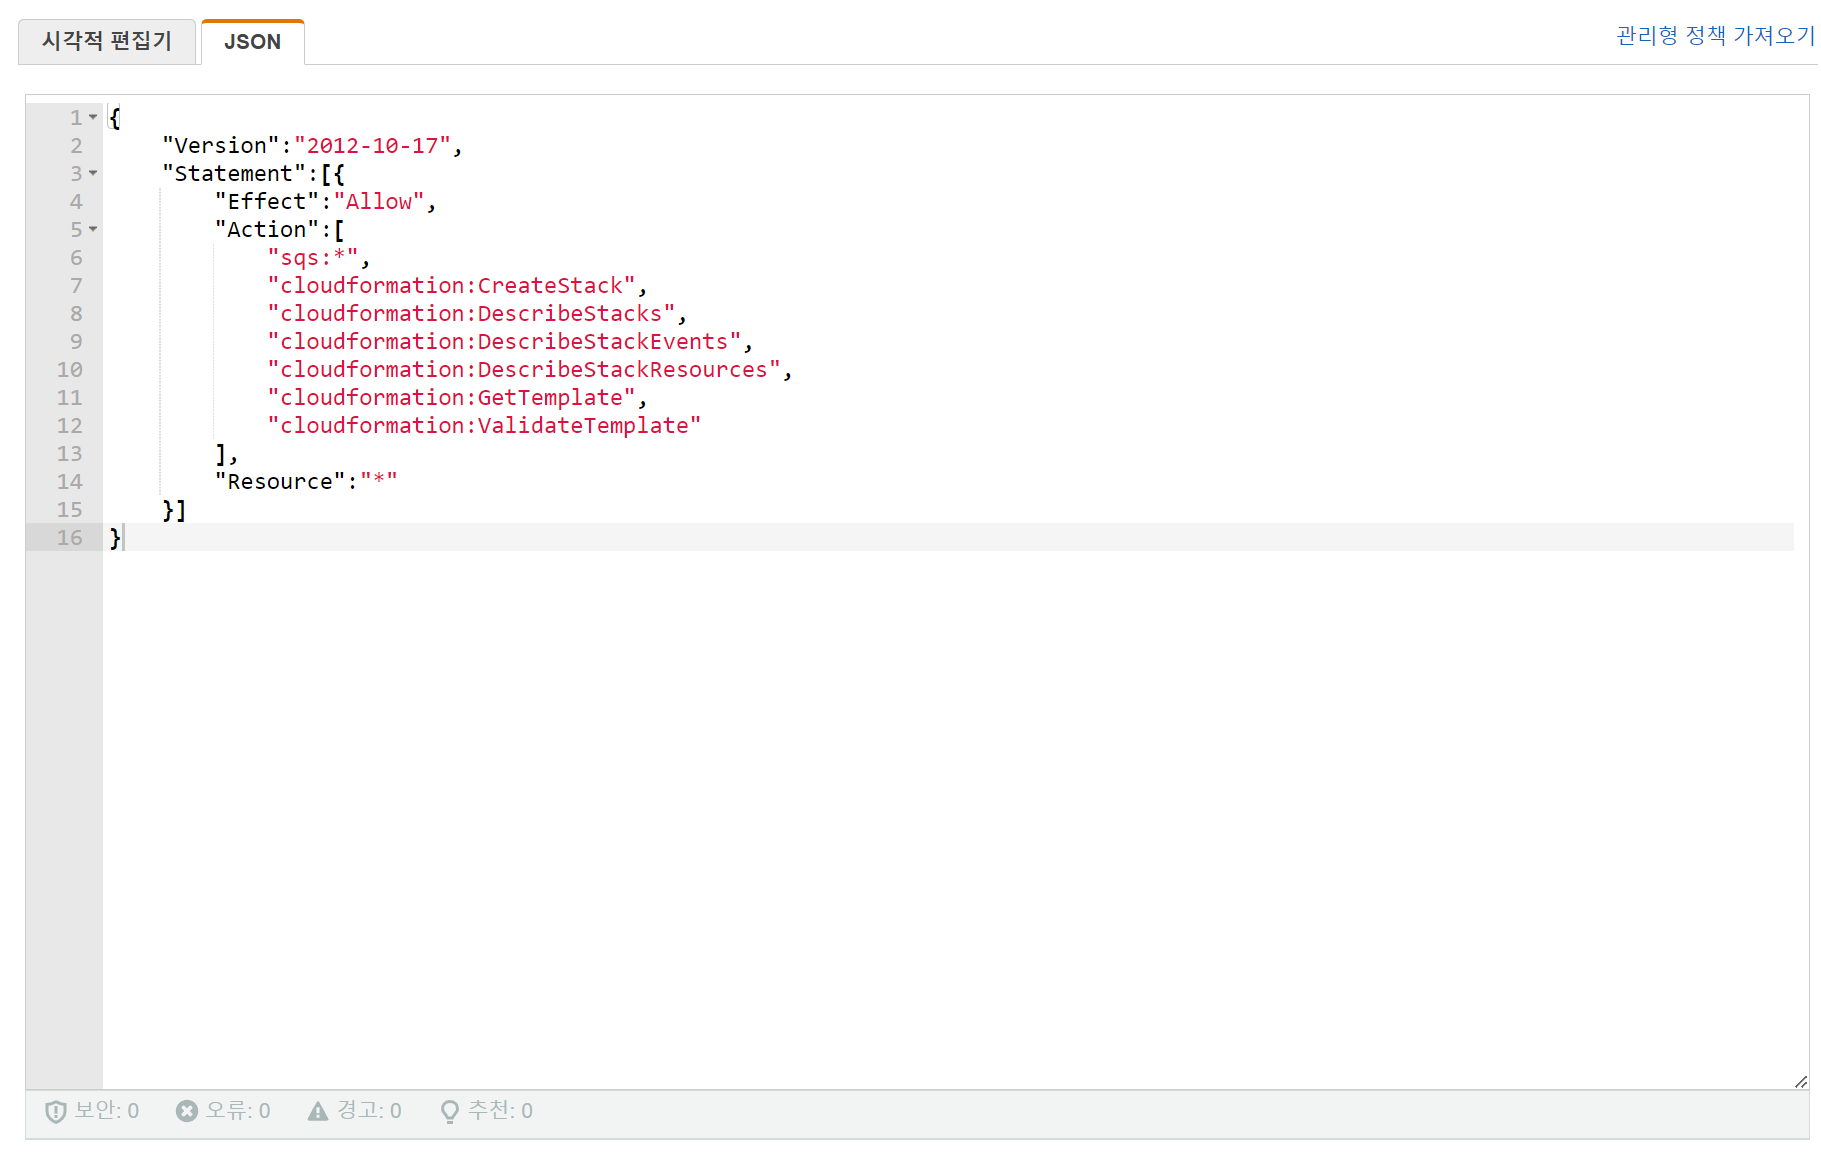 시각적 편집기
JSON
관리형 정책 가져오기
1 {
2     "Version":"2012-10-17",
3     "Statement":[{
4         "Effect":"Allow",
5         "Action":[
6             "sqs:*",
7             "cloudformation:CreateStack",
8             "cloudformation:DescribeStacks",
9             "cloudformation:DescribeStackEvents",
10             "cloudformation:DescribeStackResources",
11             "cloudformation:GetTemplate",
12             "cloudformation:ValidateTemplate"
13         ],
14         "Resource":"*"
15     }]
16 }
보안: 0 오류: 0 경고: 0 추천: 0